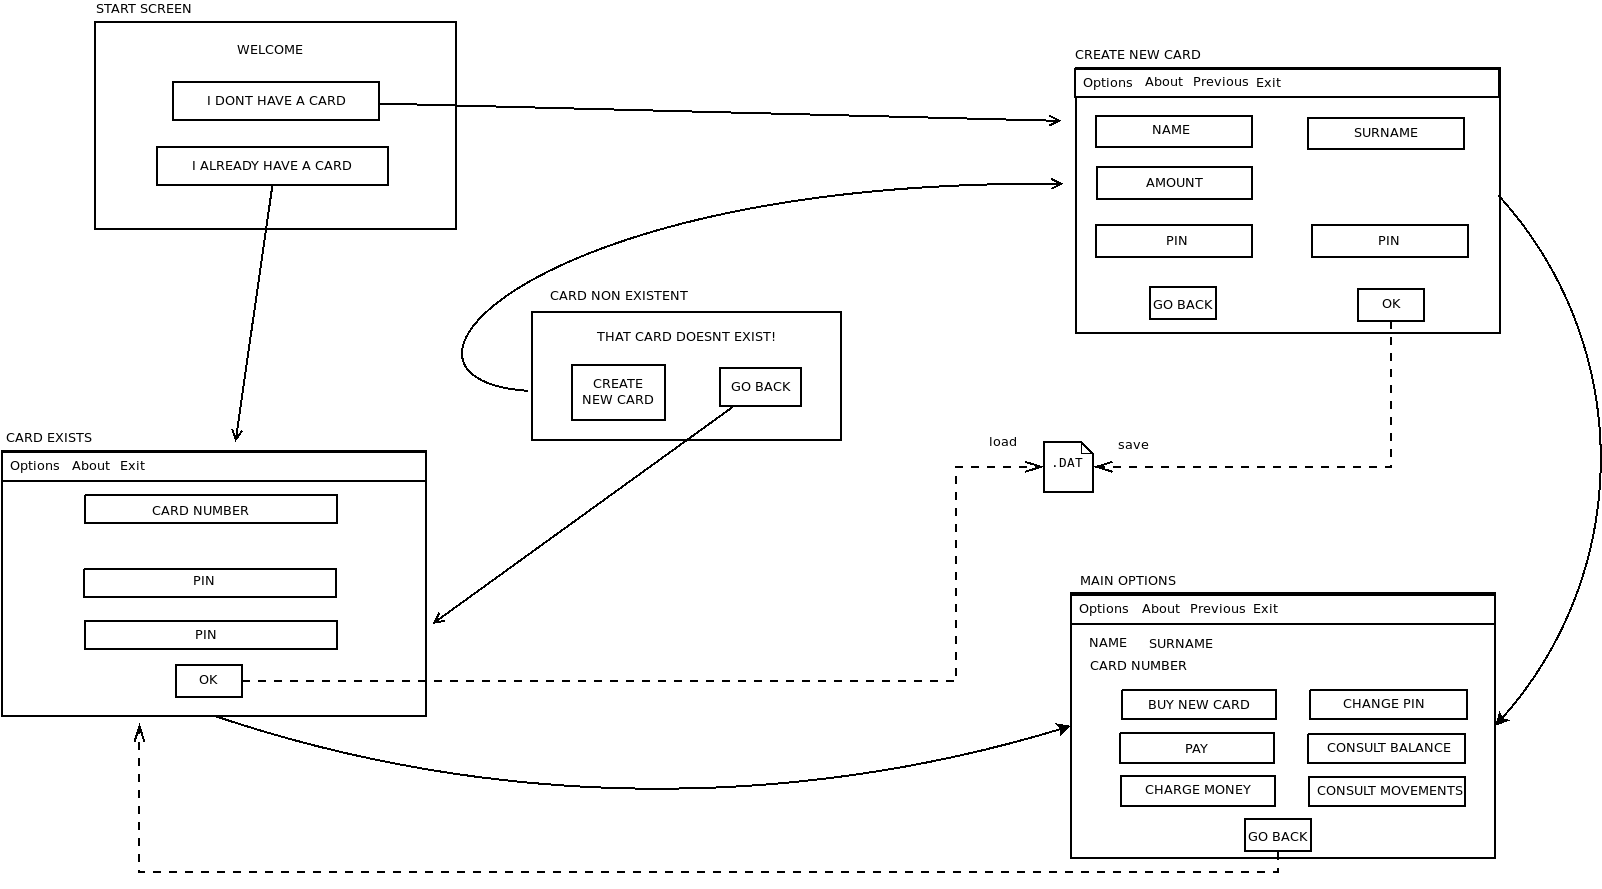 START SCREEN
WELCOME
I DONT HAVE A CARD
I ALREADY HAVE A CARD
CREATE NEW CARD
Options About Previous Exit
NAME
SURNAME
AMOUNT
PIN
PIN
GO BACK
OK
CARD NON EXISTENT
THAT CARD DOESNT EXIST!
CREATE
NEW CARD
GO BACK
load
save
.DAT
CARD EXISTS
Options About Exit
CARD NUMBER
PIN
PIN
OK
MAIN OPTIONS
Options About Previous Exit
NAME SURNAME
CARD NUMBER
BUY NEW CARD
CHANGE PIN
PAY
CONSULT BALANCE
CHARGE MONEY
CONSULT MOVEMENTS
GO BACK